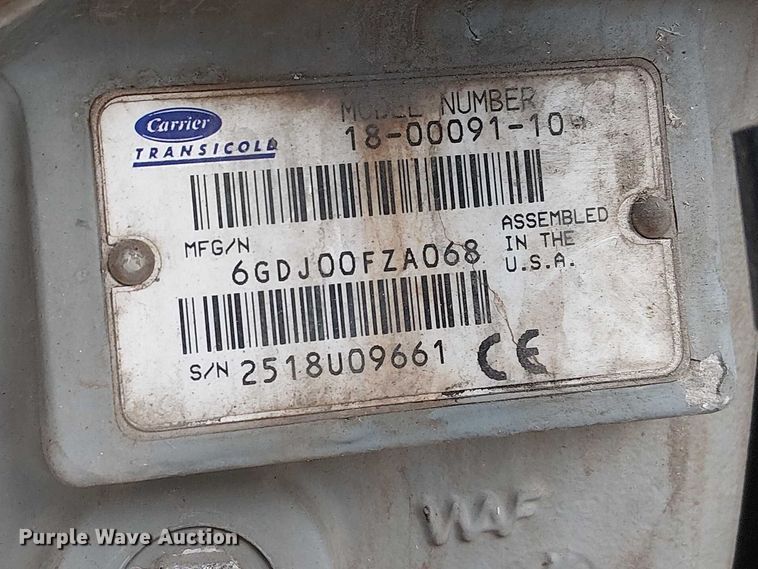 MODEL NUMBER
Carrier
TRANSICOLD
18-00091-10
MFG/N
6GDJ00FZA068
ASSEMBLED
IN THE
U.S.A.
S/N 2518U09661
CE
Purple Wave Auction